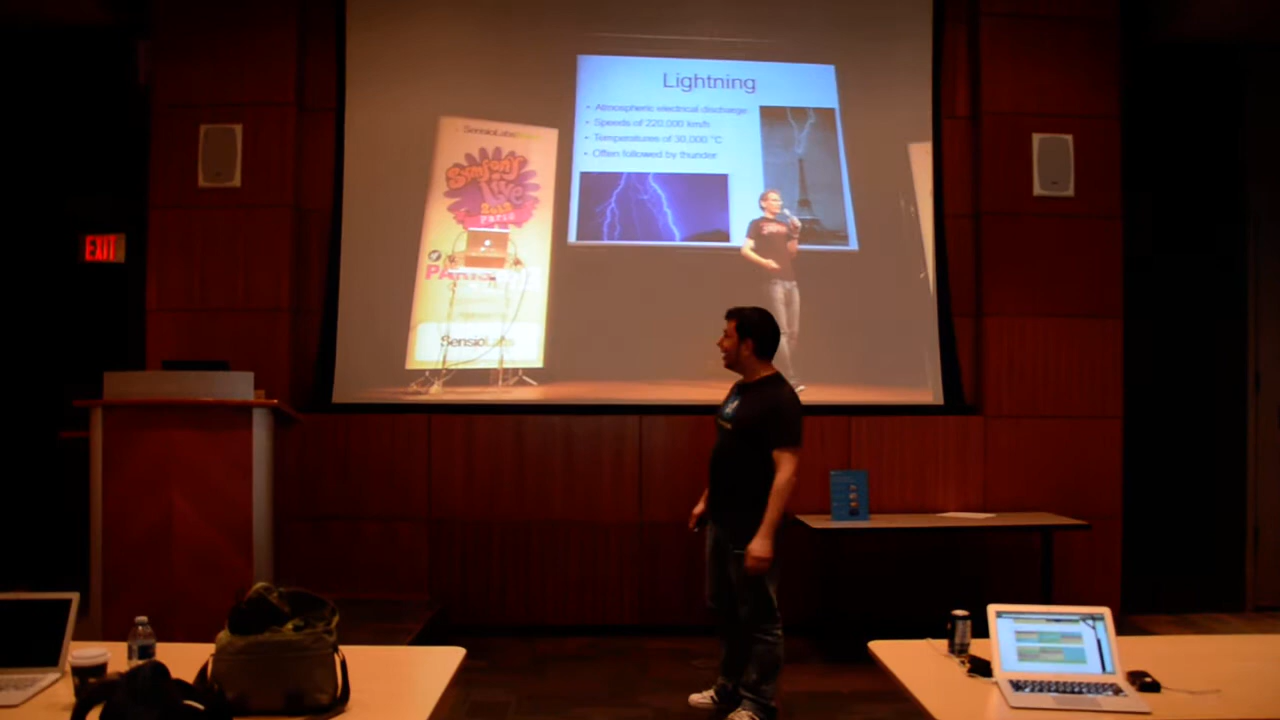 Lightning
• Atmospheric electrical discharge
• Speeds of 220,000 km/h
• Temperatures of 30,000 °C
• Often followed by thunder
SensioLabs
Symfony
live
2012
Paris
SensioLabs
EXIT